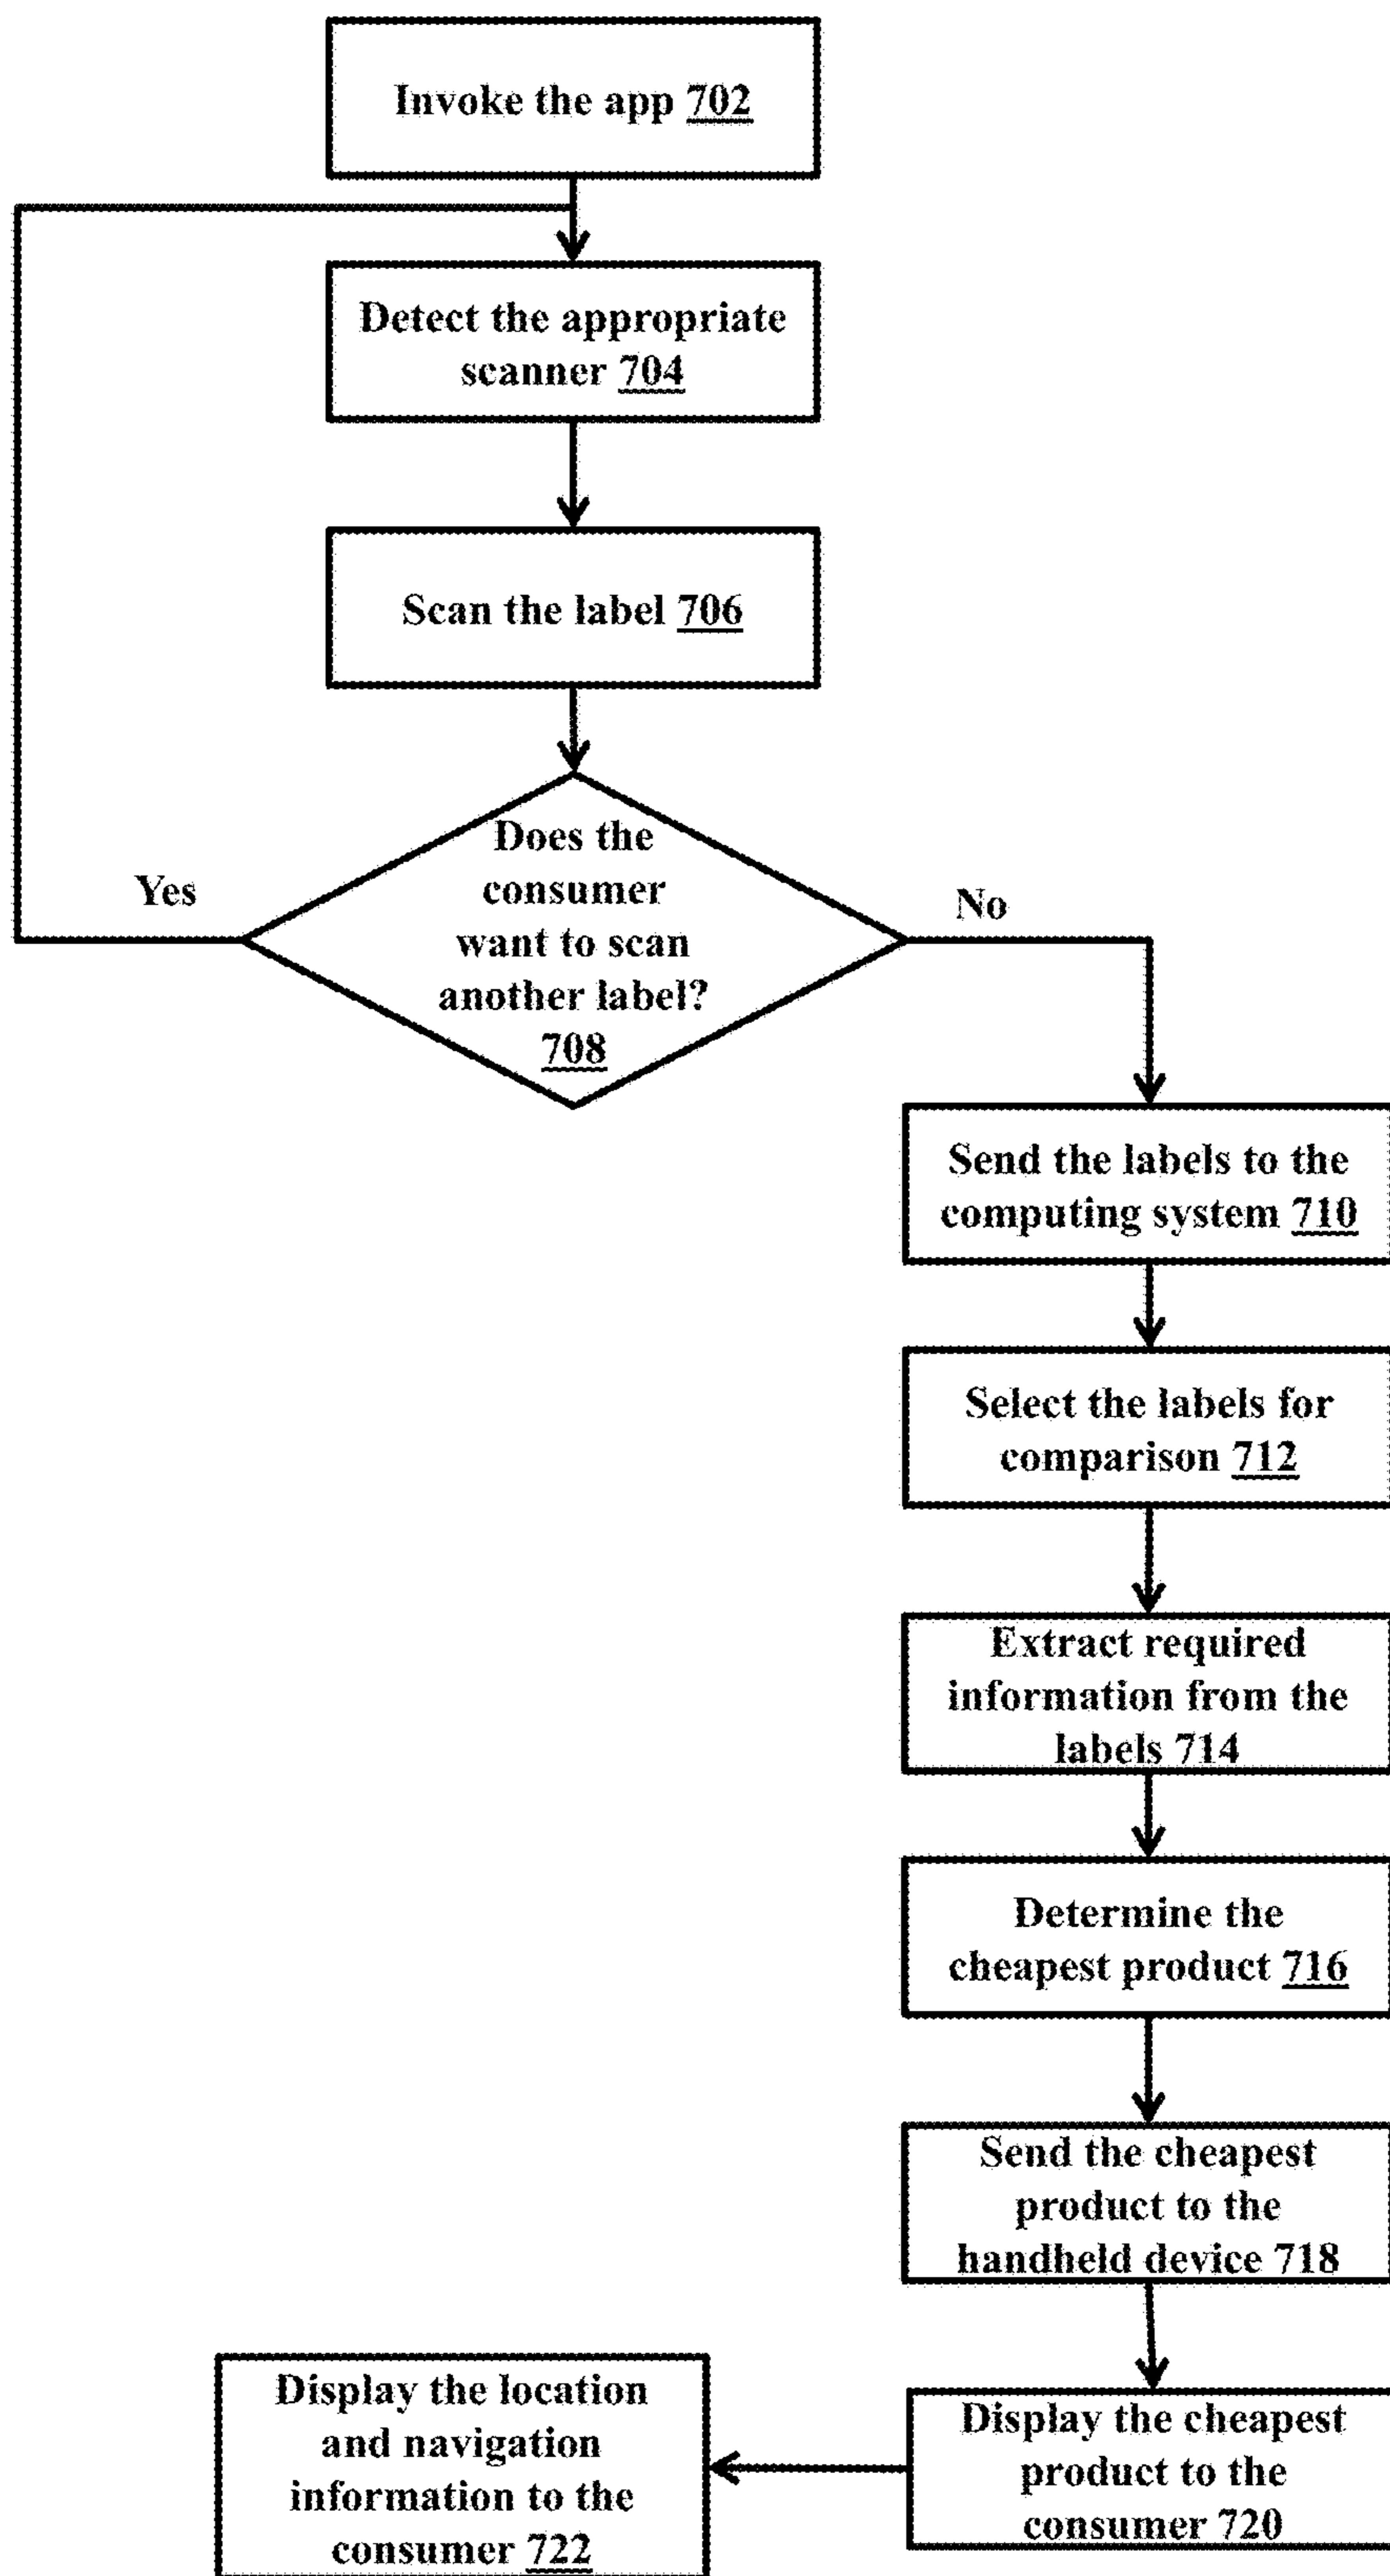 Invoke the app 702
Detect the appropriate
scanner 704
Scan the label 706
Does the
consumer
want to scan
another label?
708
Yes
No
Send the labels to the
computing system 710
Select the labels for
comparison 712
Extract required
information from the
labels 714
Determine the
cheapest product 716
Send the cheapest
product to the
handheld device 718
Display the cheapest
product to the
consumer 720
Display the location
and navigation
information to the
consumer 722